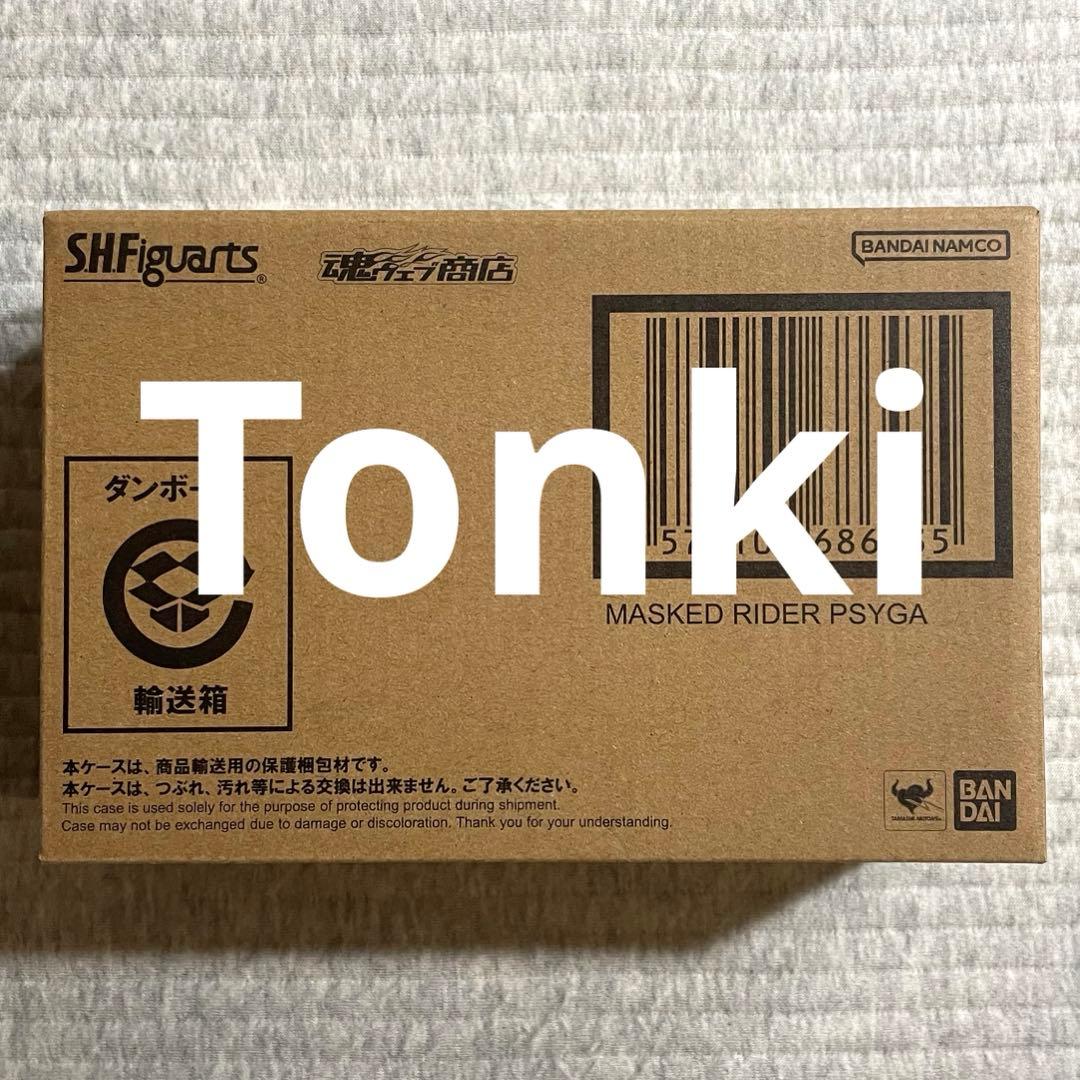 S.H.Figuarts
魂ウェブ商店
BANDAI NAMCO
Tonki
MASKED RIDER PSYGA
輸送箱
本ケースは、商品輸送用の保護梱包材です。
本ケースは、つぶれ、汚れ等による交換は出来ません。ご了承ください。
This case is used solely for the purpose of protecting product during shipment.
Case may not be exchanged due to damage or discoloration. Thank you for your understanding.
TAMASHII NATIONS
BAN
DAI